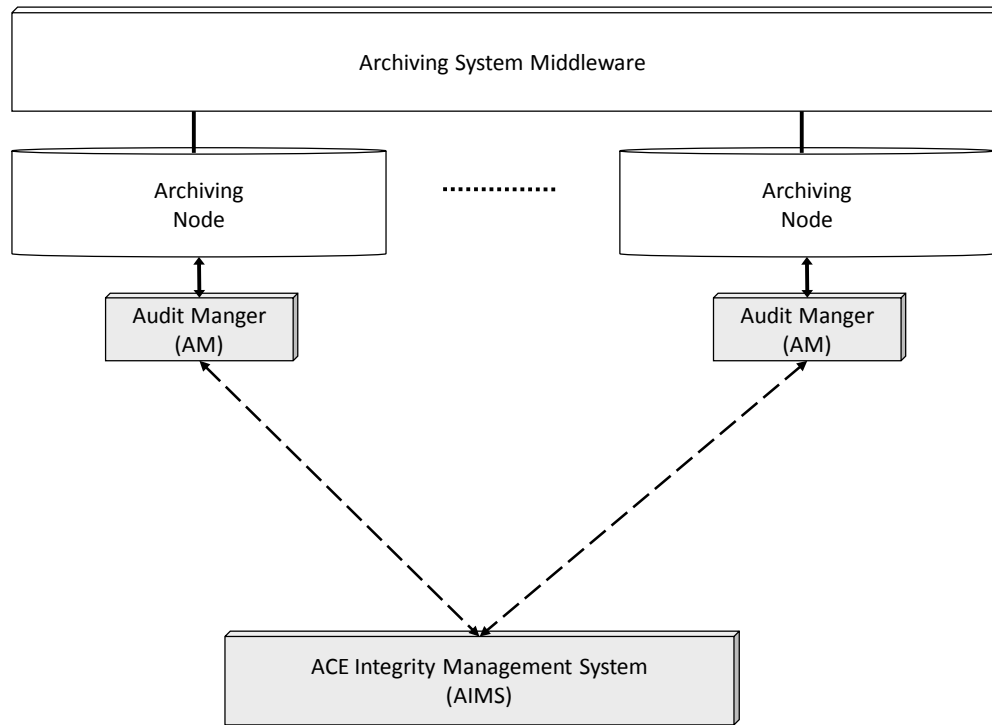 Archiving System Middleware
Archiving
Node
Archiving
Node
Audit Manger
(AM)
Audit Manger
(AM)
ACE Integrity Management System
(AIMS)